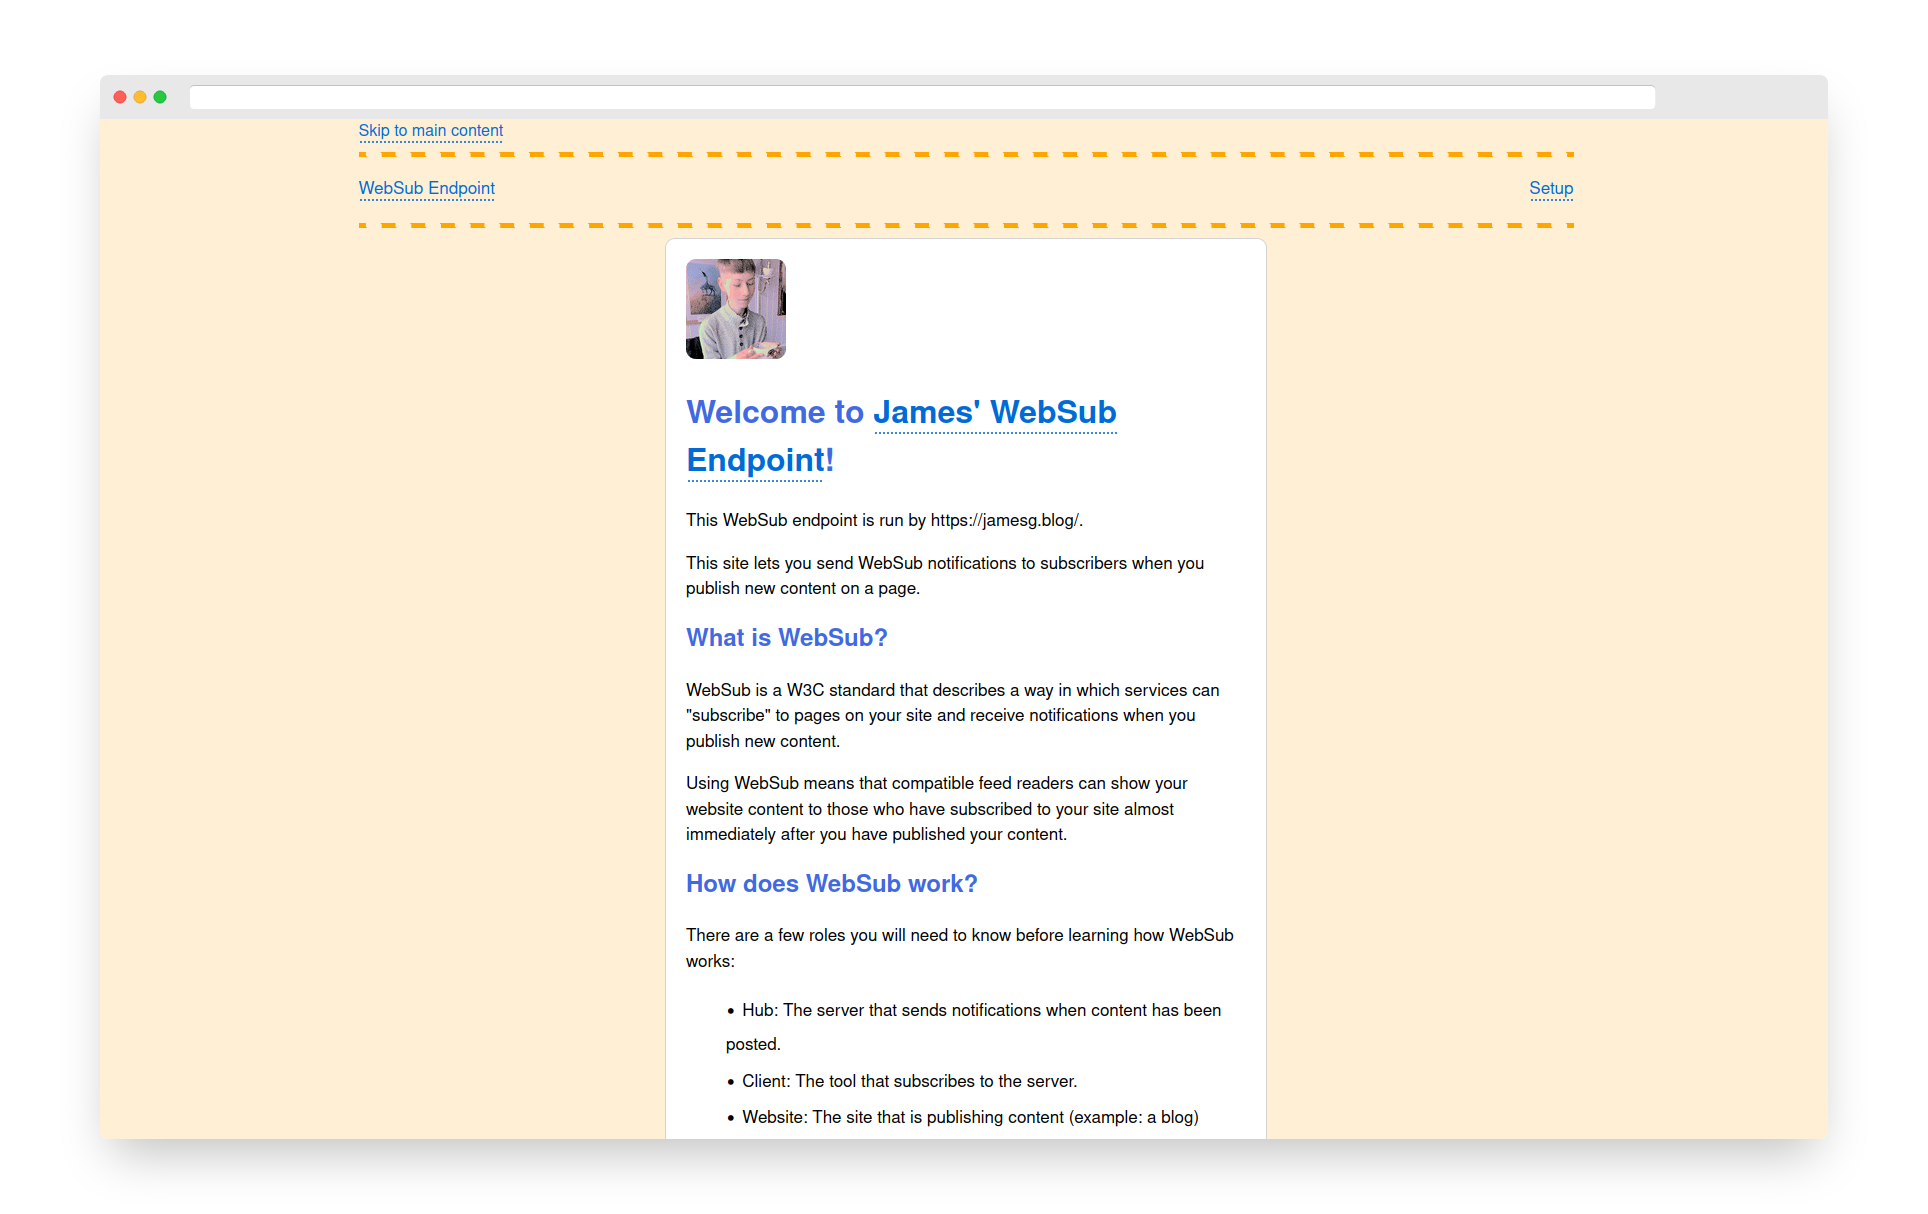 Skip to main content
WebSub Endpoint
Setup
Welcome to James' WebSub
Endpoint!
This WebSub endpoint is run by https://jamesg.blog/.
This site lets you send WebSub notifications to subscribers when you
publish new content on a page.
What is WebSub?
WebSub is a W3C standard that describes a way in which services can
"subscribe" to pages on your site and receive notifications when you
publish new content.
Using WebSub means that compatible feed readers can show your
website content to those who have subscribed to your site almost
immediately after you have published your content.
How does WebSub work?
There are a few roles you will need to know before learning how WebSub
works:
• Hub: The server that sends notifications when content has been
posted.
• Client: The tool that subscribes to the server.
• Website: The site that is publishing content (example: a blog)